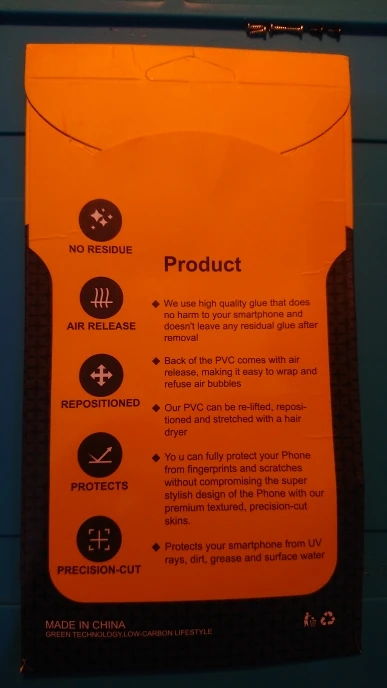 NO RESIDUE
AIR RELEASE
REPOSITIONED
PROTECTS
PRECISION-CUT
Product
We use high quality glue that does
no harm to your smartphone and
doesn't leave any residual glue after
removal
Back of the PVC comes with air
release, making it easy to wrap and
refuse air bubbles
Our PVC can be re-lifted, reposi-
tioned and stretched with a hair
dryer
Yo u can fully protect your Phone
from fingerprints and scratches
without compromising the super
stylish design of the Phone with our
premium textured, precision-cut
skins.
Protects your smartphone from UV
rays, dirt, grease and surface water
MADE IN CHINA
GREEN TECHNOLOGY,LOW-CARBON LIFESTYLE